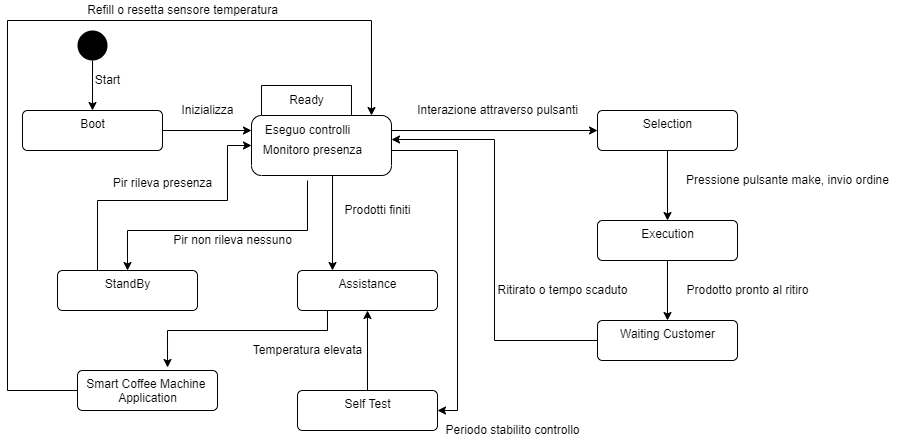 Refill o resetta sensore temperatura
Start
Ready
Inizializza
Interazione attraverso pulsanti
Boot
Eseguo controlli
Monitoro presenza
Selection
Pir rileva presenza
Pressione pulsante make, invio ordine
Prodotti finiti
Pir non rileva nessuno
Execution
StandBy
Assistance
Ritirato o tempo scaduto
Prodotto pronto al ritiro
Waiting Customer
Temperatura elevata
Smart Coffee Machine
Application
Self Test
Periodo stabilito controllo